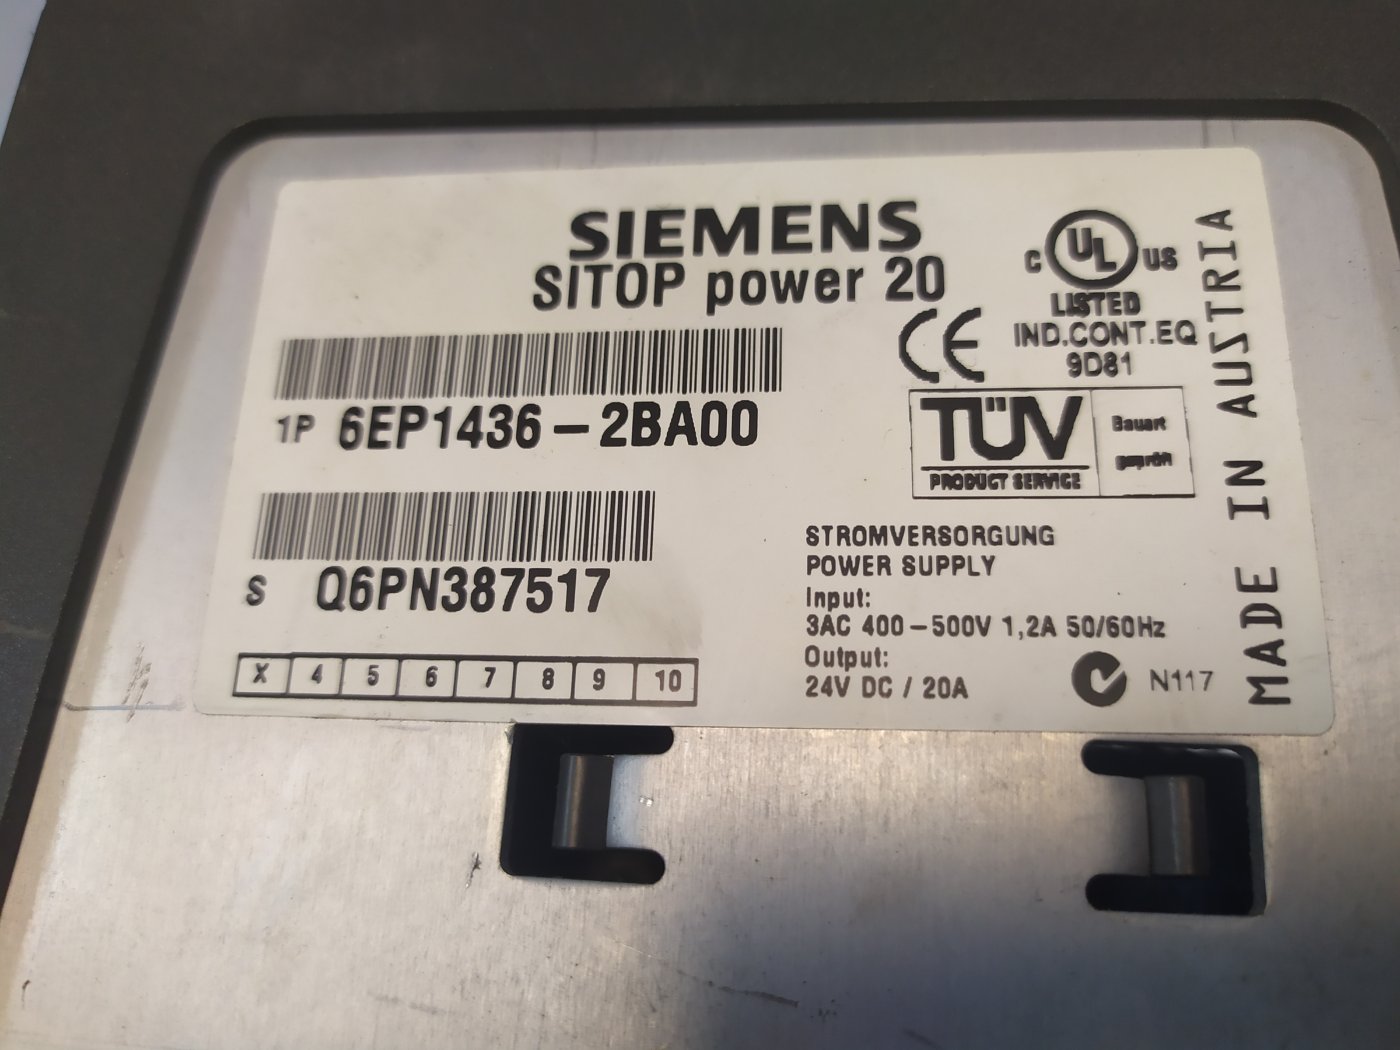 SIEMENS
SITOP power 20
C UL US
LISTED
IND.CONT.EQ
9D81
CE
1P 6EP1436-2BA00
TÜV
PRODUCT SERVICE
Bauart
geprüft
S Q6PN387517
X 4 5 6 7 8 9 10
STROMVERSORGUNG
POWER SUPPLY
Input:
3AC 400-500V 1,2A 50/60Hz
Output:
24V DC / 20A
N117
MADE IN AUSTRIA